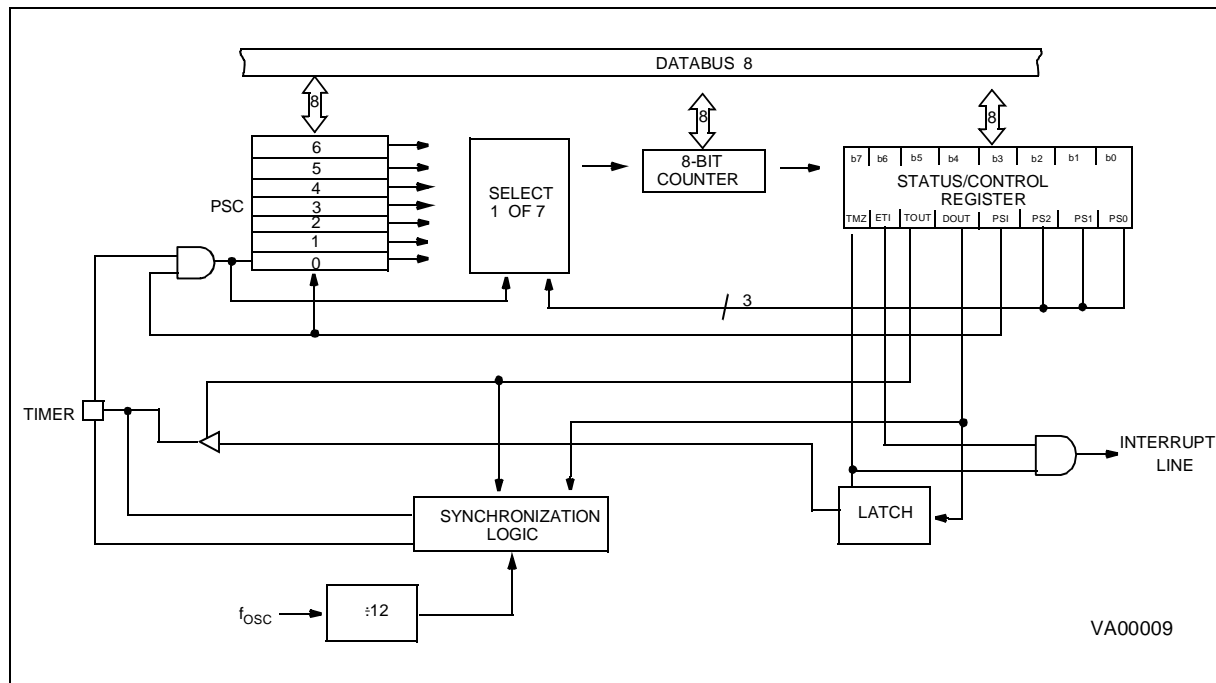 DATABUS 8
8
8
8
6
5
4
3
2
1
0
PSC
SELECT
1 OF 7
8-BIT
COUNTER
b7 b6 b5 b4 b3 b2 b1 b0
STATUS/CONTROL
REGISTER
TMZ ETI TOUT DOUT PSI PS2 PS1 PS0
3
TIMER
INTERRUPT
LINE
SYNCHRONIZATION
LOGIC
LATCH
fOSC
÷12
VA00009